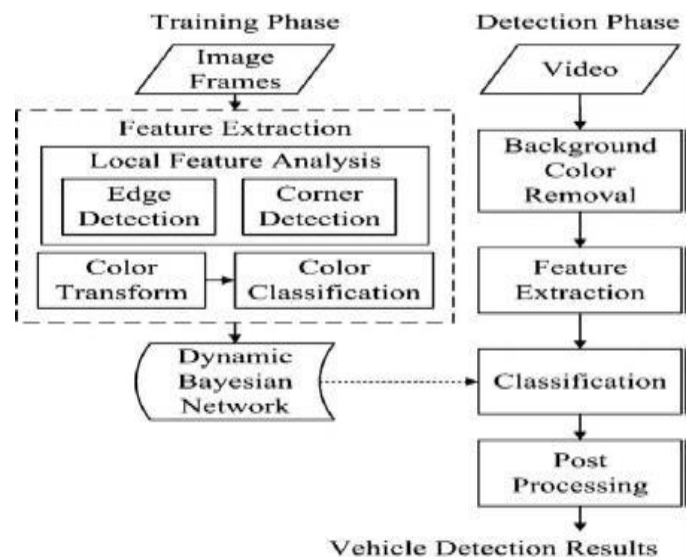 Training Phase
Image
Frames
Feature Extraction
Local Feature Analysis
Edge
Detection
Corner
Detection
Color
Transform
Color
Classification
Dynamic
Bayesian
Network
Detection Phase
Video
Background
Color
Removal
Feature
Extraction
Classification
Post
Processing
Vehicle Detection Results